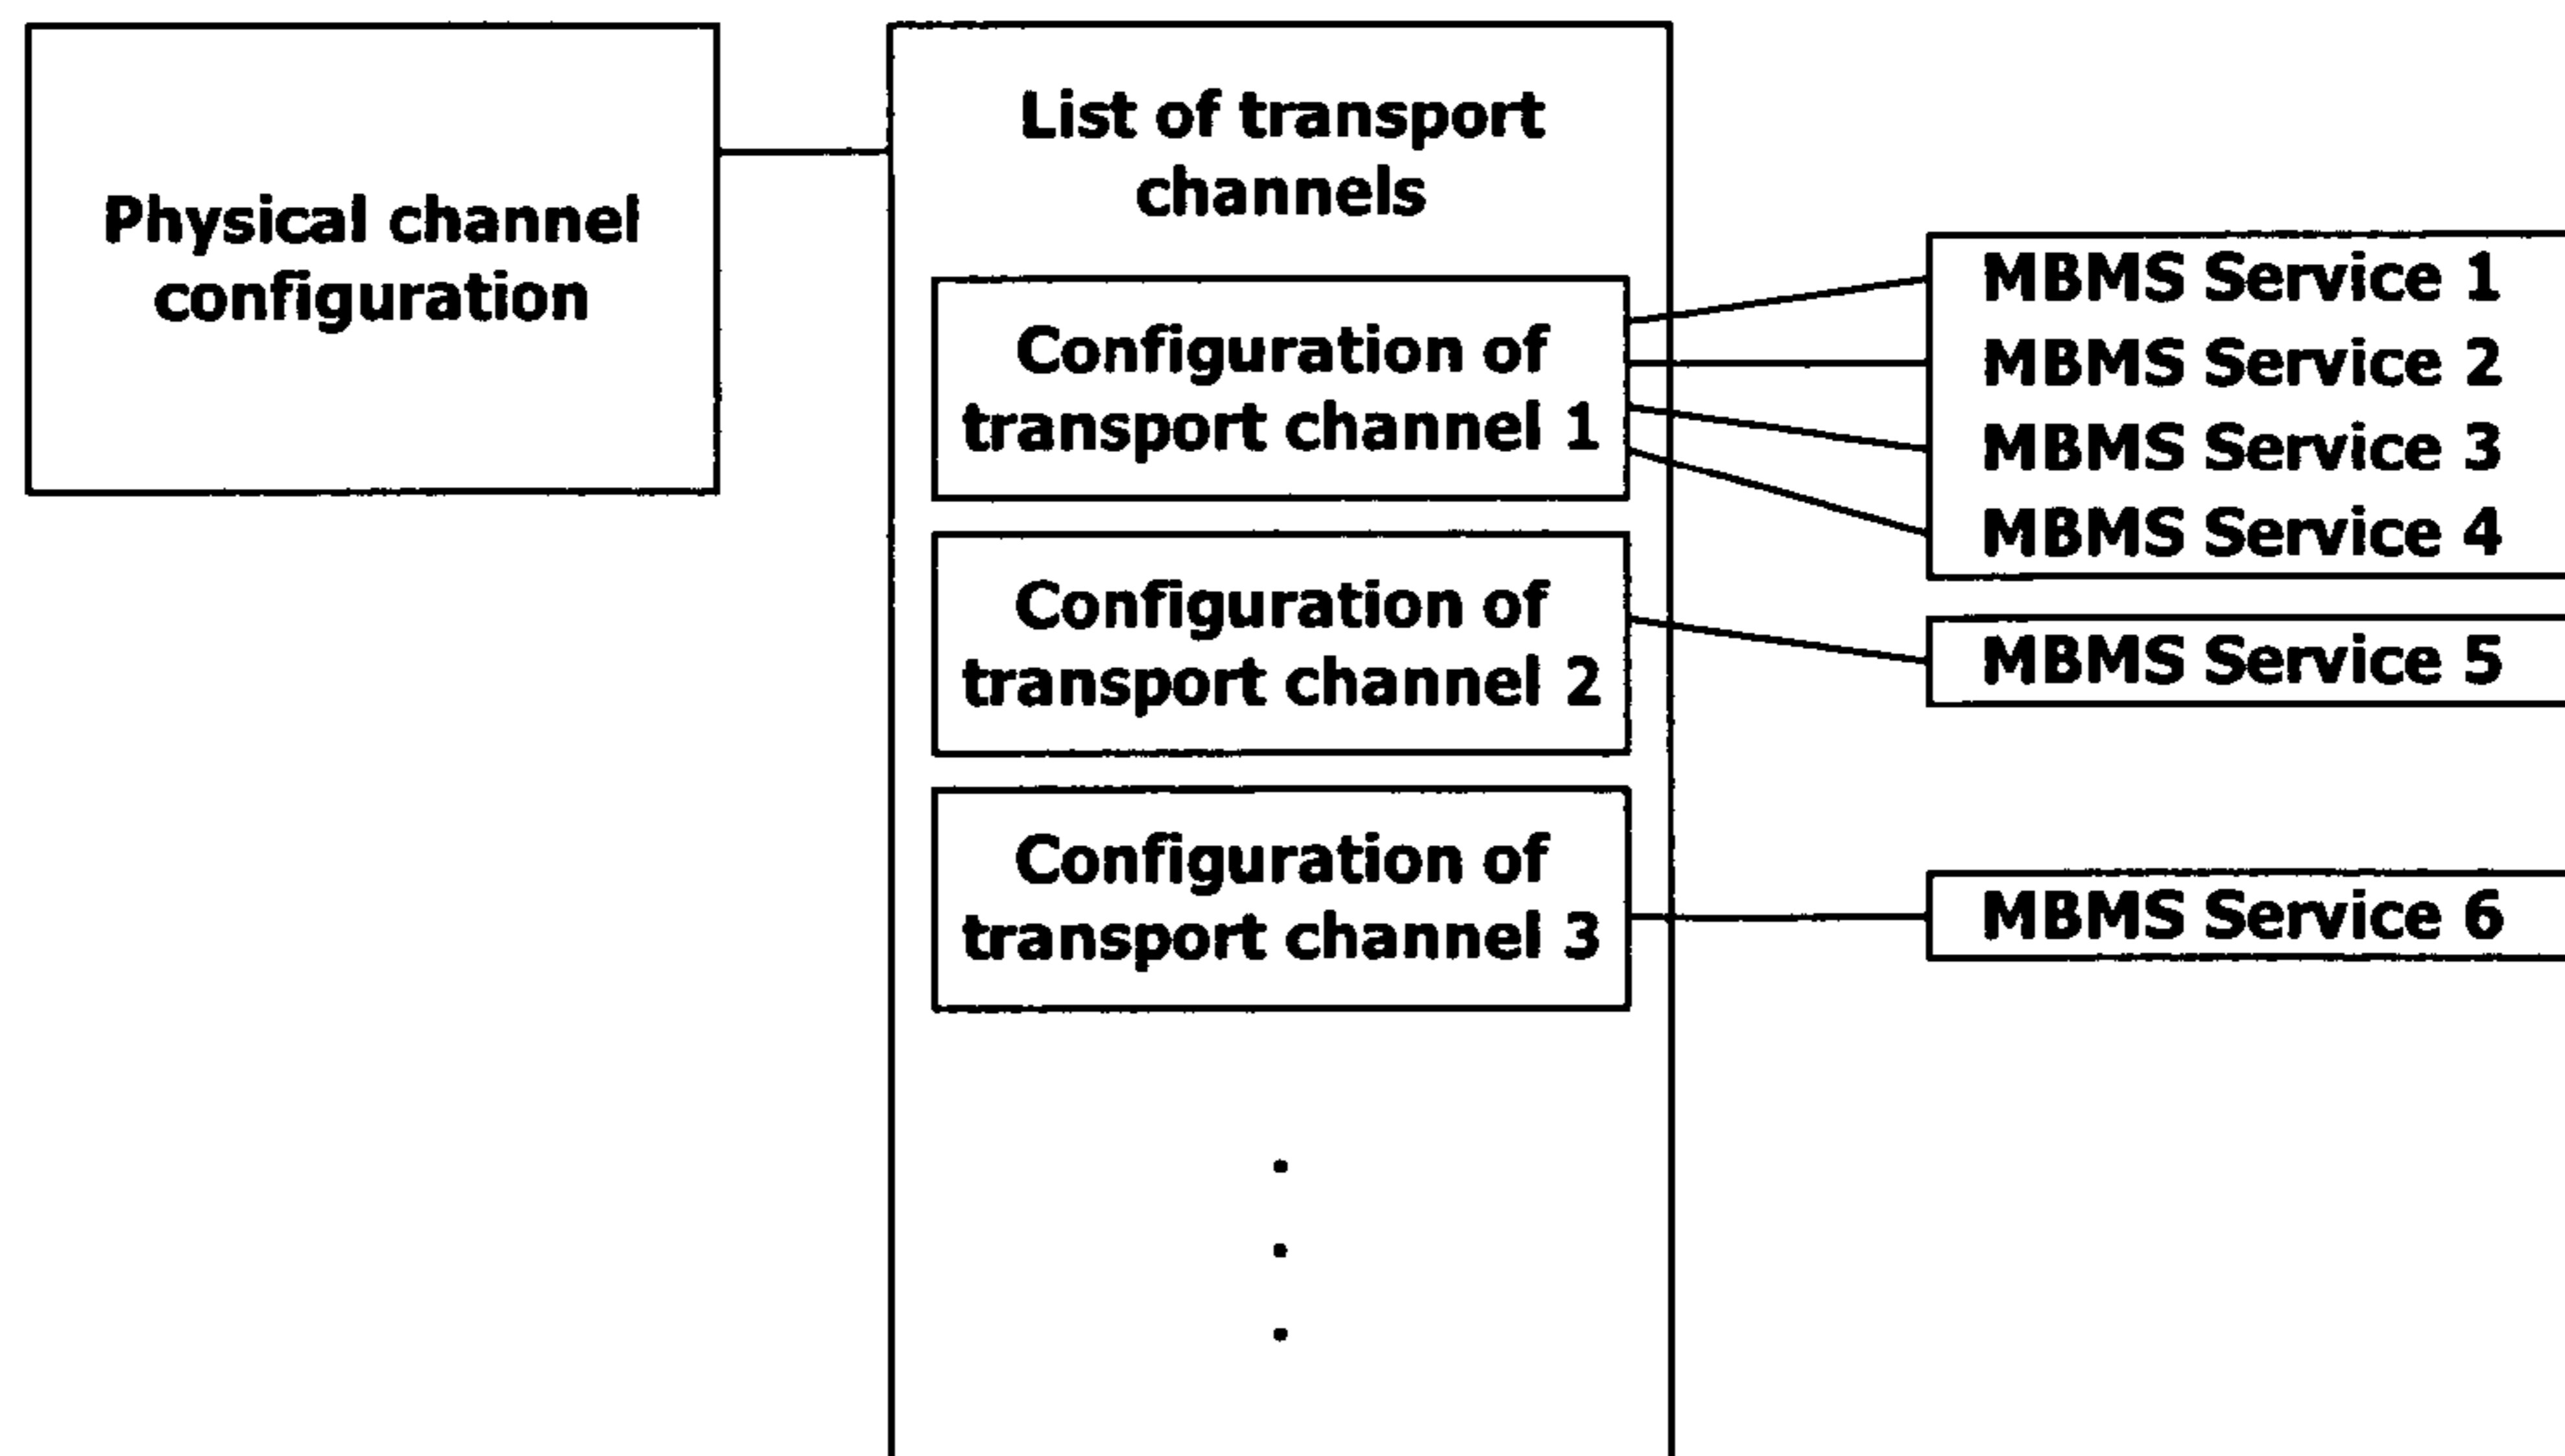 Physical channel
configuration
List of transport
channels
Configuration of
transport channel 1
Configuration of
transport channel 2
Configuration of
transport channel 3
.
.
.
MBMS Service 1
MBMS Service 2
MBMS Service 3
MBMS Service 4
MBMS Service 5
MBMS Service 6